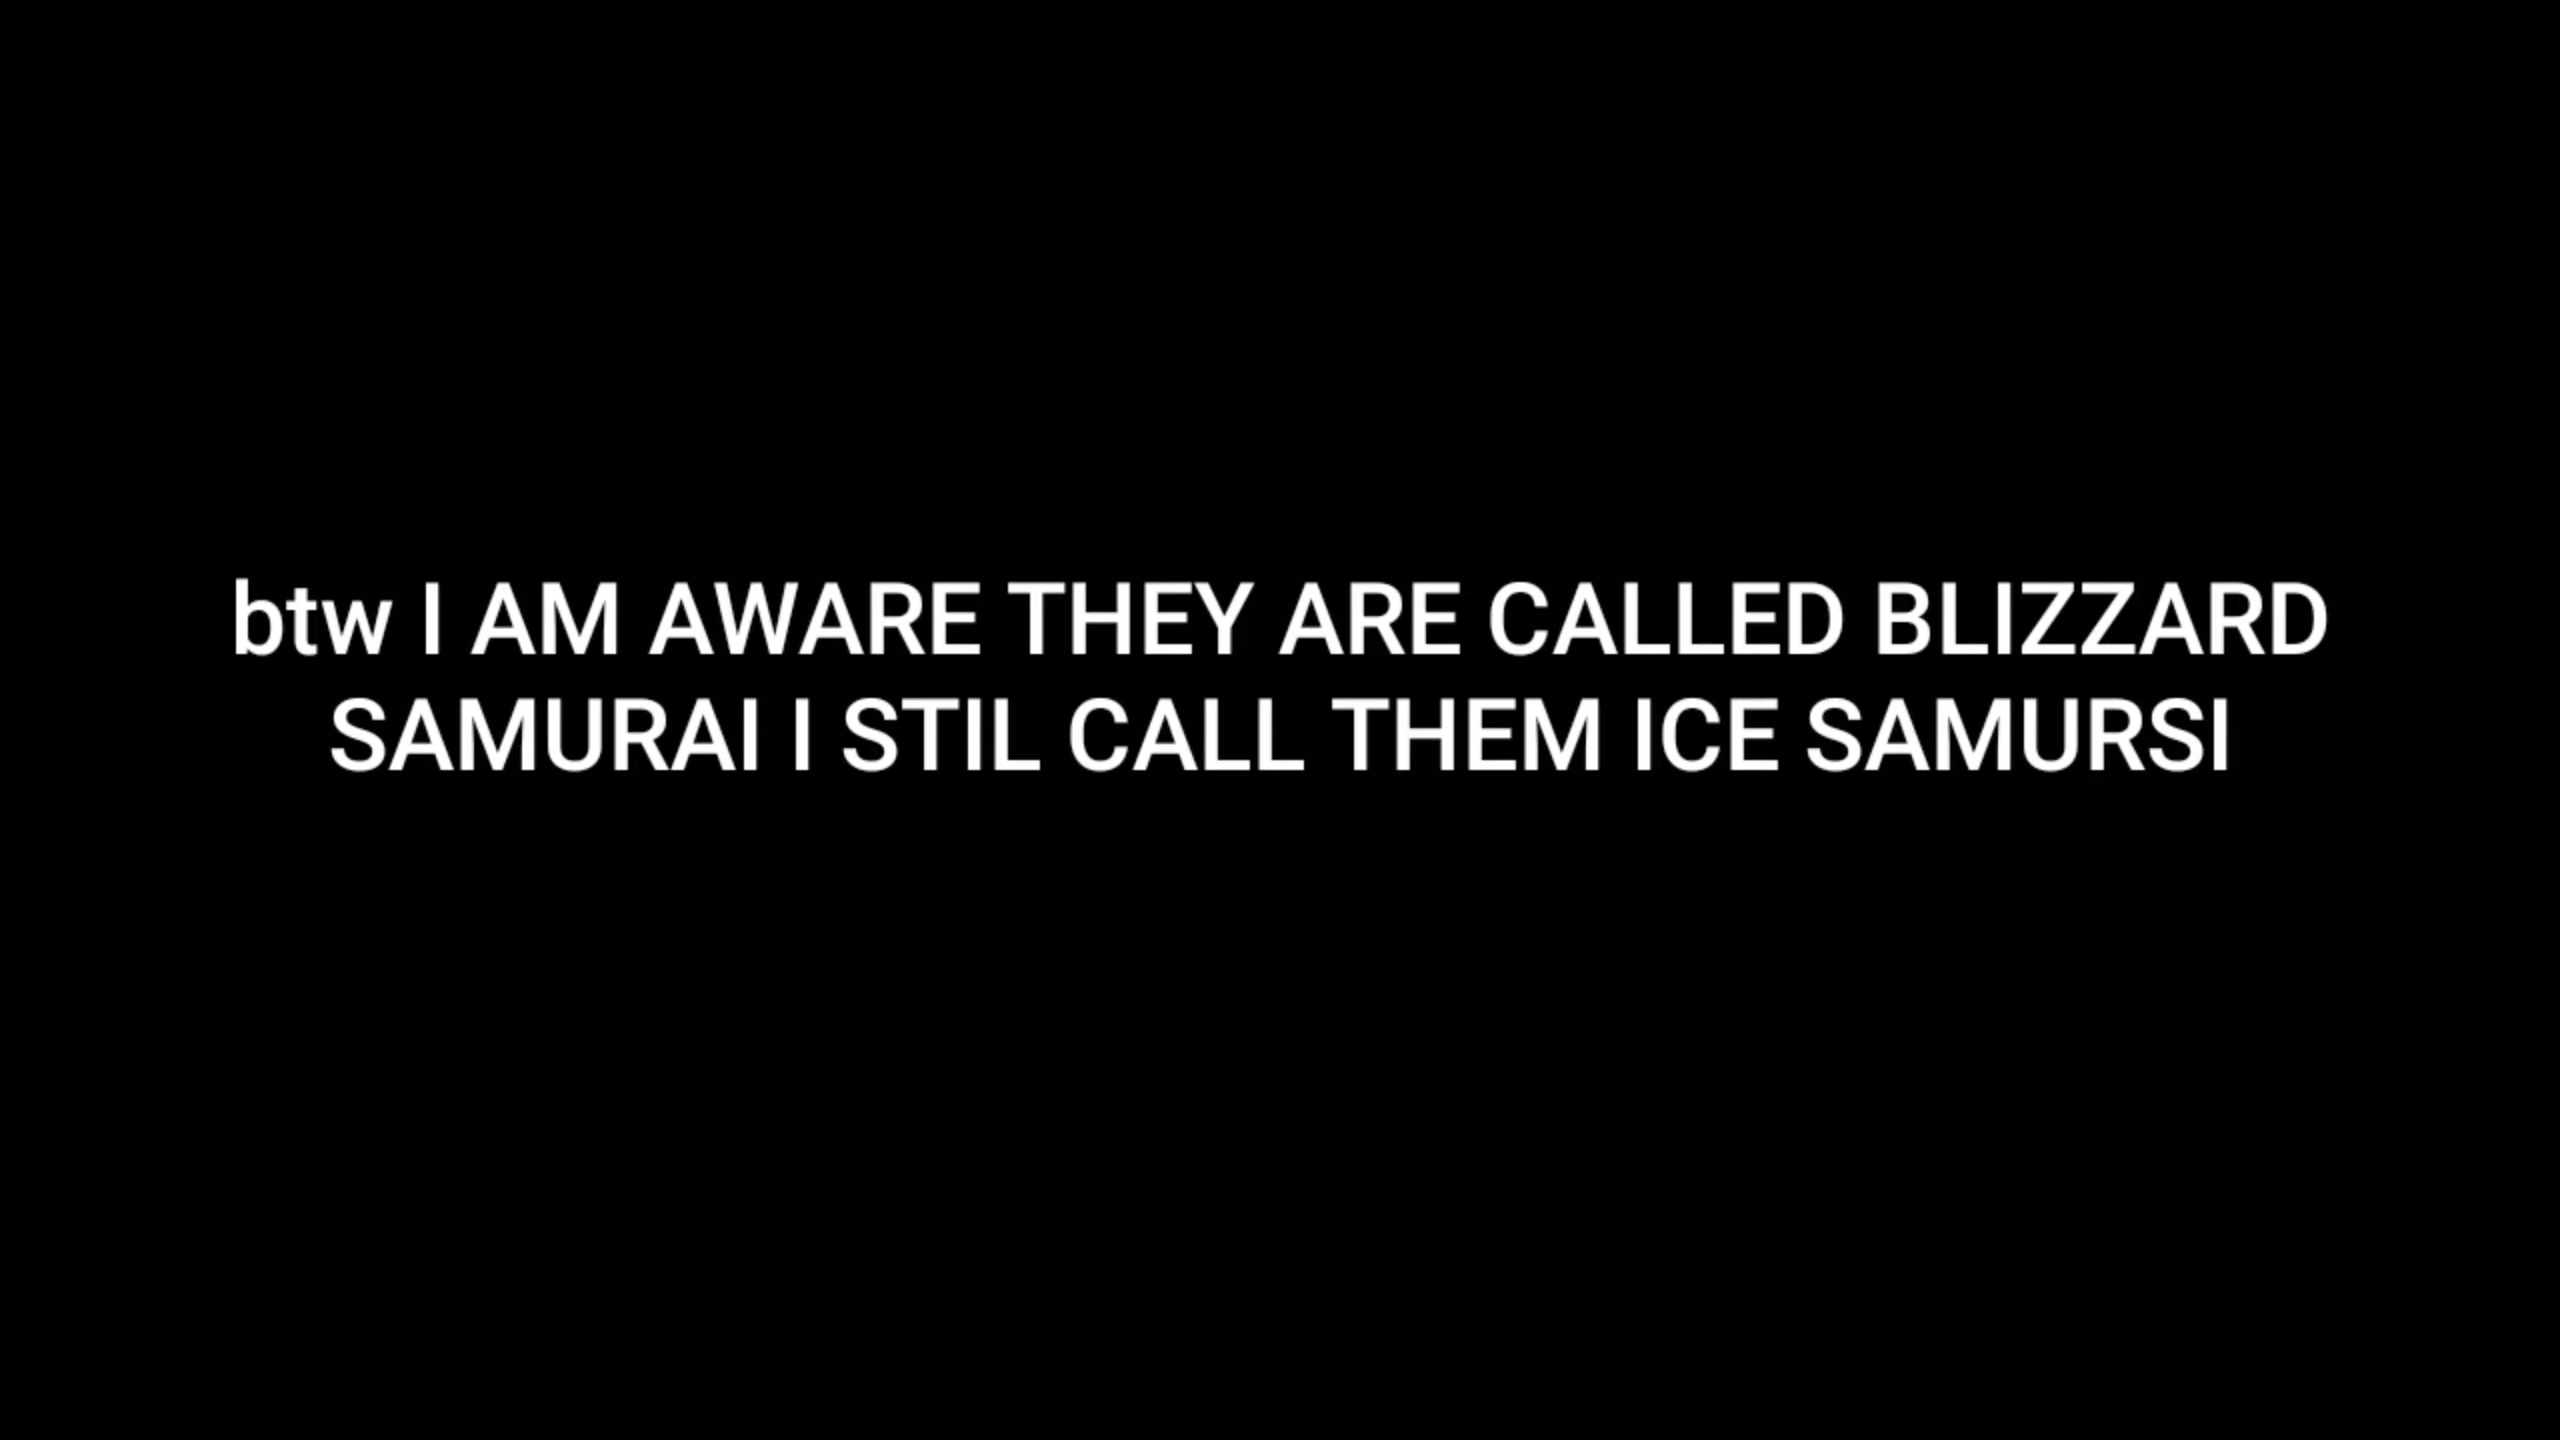 btw I AM AWARE THEY ARE CALLED BLIZZARD
SAMURAI I STIL CALL THEM ICE SAMURSI